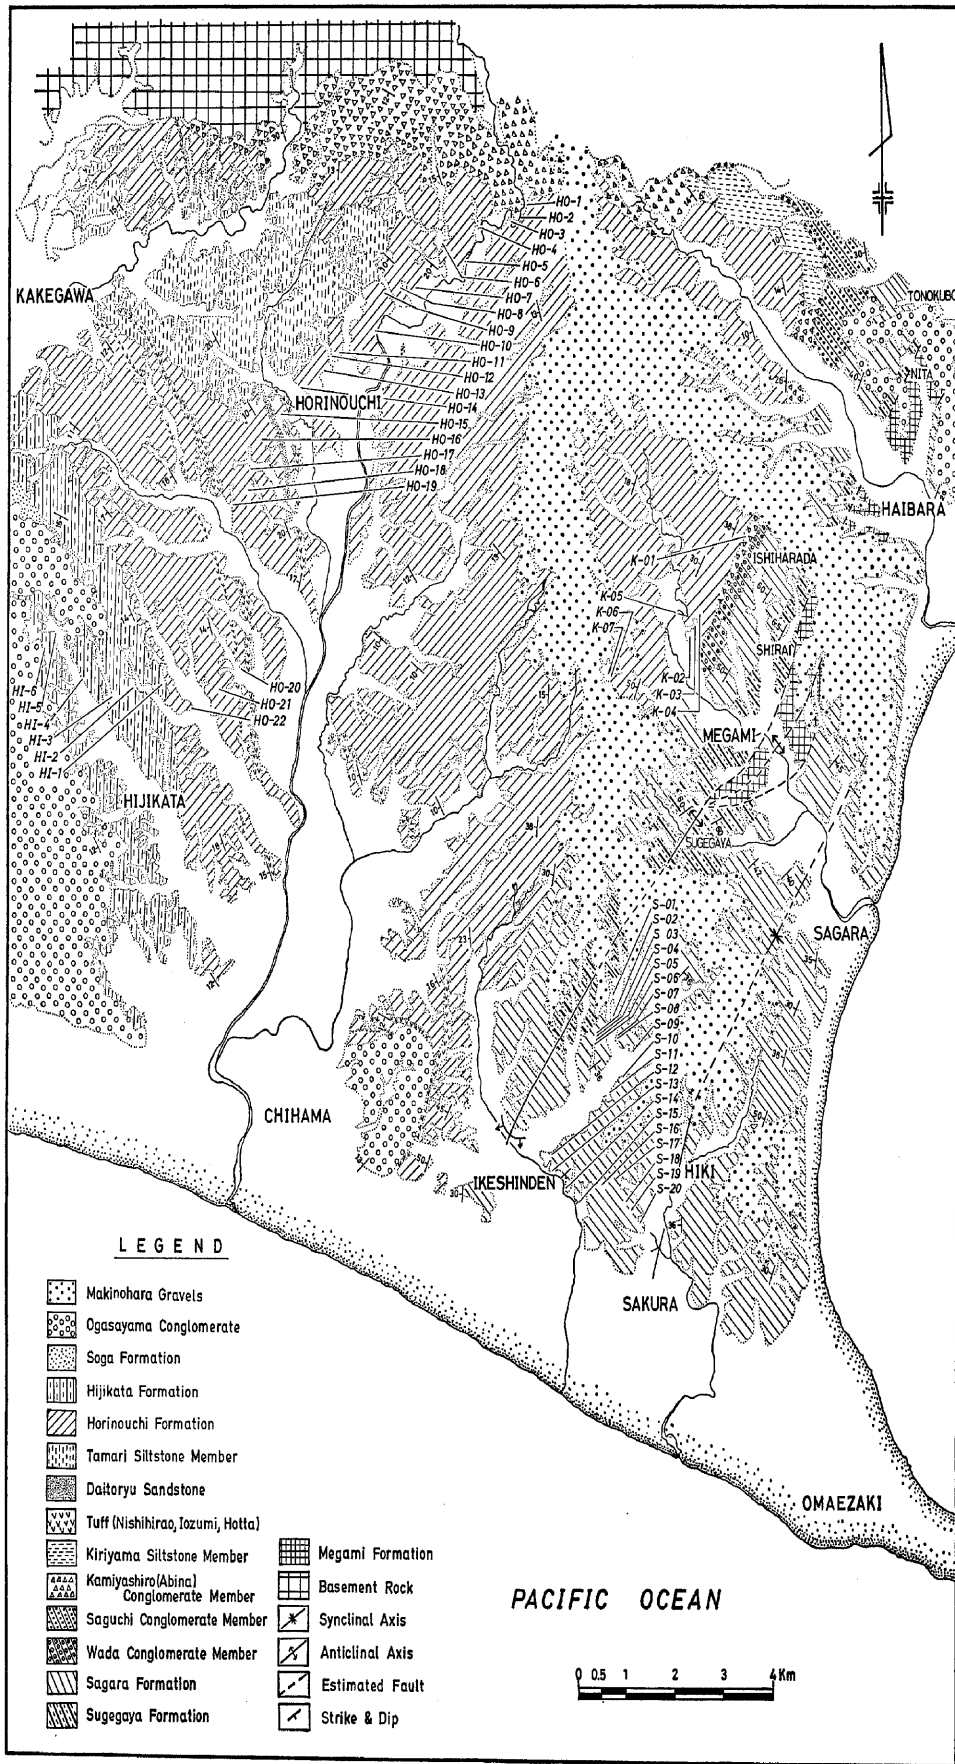 KAKEGAWA
HO-1
HO-2
HO-3
HO-4
HO-5
HO-6
HO-7
HO-8
HO-9
HO-10
HO-11
HO-12
HO-13
HO-14
HO-15
HO-16
HO-17
HO-18
HO-19
HORINOUCHI
TONOKUBO
NITA
HAIBARA
ISHIHARADA
K-01
K-05
K-06
K-07
SHIRAI
K-02
K-03
K-04
HO-20
HO-21
HO-22
HI-6
HI-5
HI-4
HI-3
HI-2
HI-1
MEGAMI
HIJIKATA
SUGEGAYA
SAGARA
S-01
S-02
S 03
S-04
S-05
S-06
S-07
S-08
S-09
S-10
S-11
S-12
S-13
S-14
S-15
S-16
S-17
S-18
S-19
S-20
HIKI
CHIHAMA
IKESHINDEN
SAKURA
OMAEZAKI
PACIFIC OCEAN
LEGEND
Makinohara Gravels
Ogasayama Conglomerate
Soga Formation
Hijikata Formation
Horinouchi Formation
Tamari Siltstone Member
Daitoryu Sandstone
Tuff (Nishihirao, Iozumi, Hotta)
Kiriyama Siltstone Member
Kamiyashiro(Abina)
Conglomerate Member
Saguchi Conglomerate Member
Wada Conglomerate Member
Sagara Formation
Sugegaya Formation
Megami Formation
Basement Rock
Synclinal Axis
Anticlinal Axis
Estimated Fault
Strike & Dip
0 0.5 1 2 3 4Km